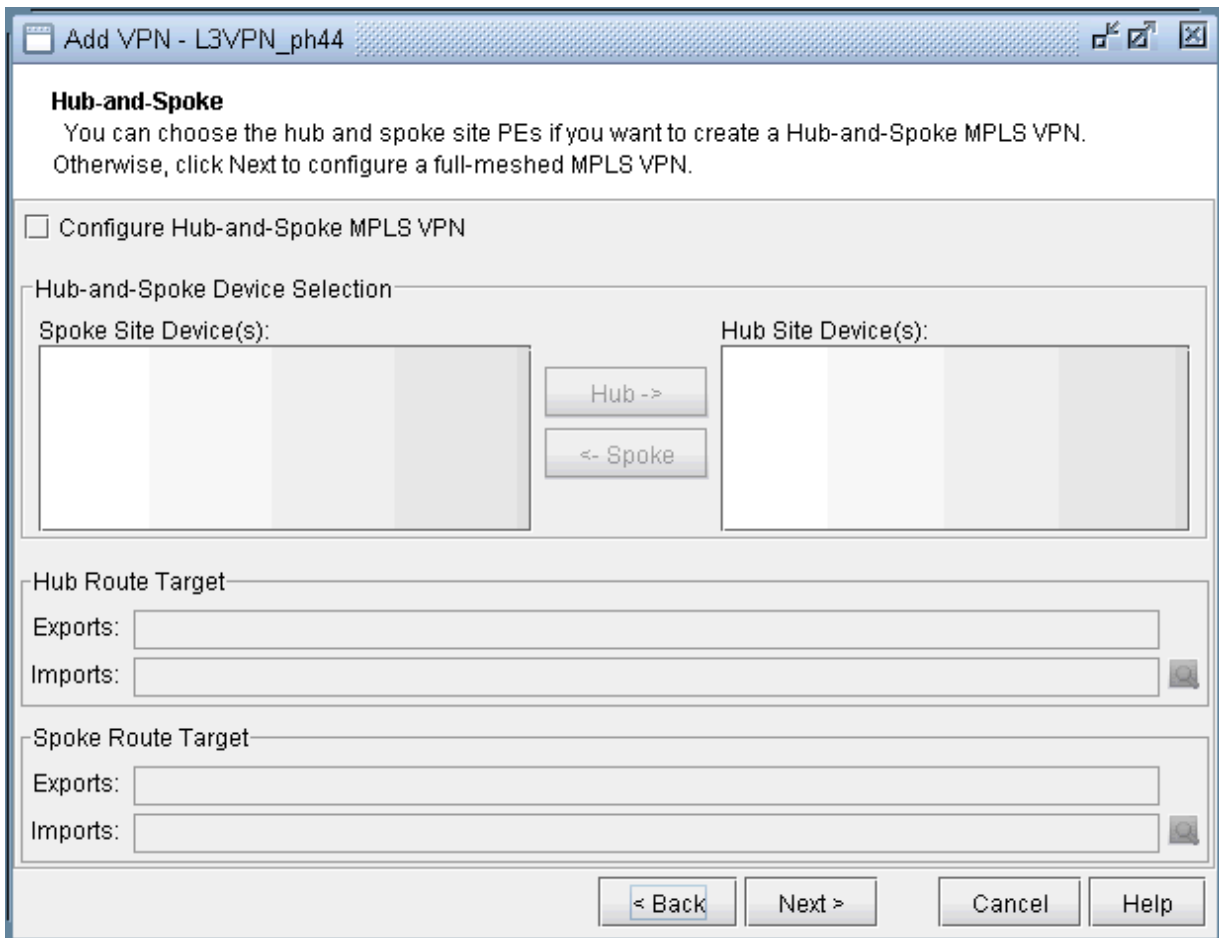 Add VPN - L3VPN_ph44
Hub-and-Spoke
You can choose the hub and spoke site PEs if you want to create a Hub-and-Spoke MPLS VPN.
Otherwise, click Next to configure a full-meshed MPLS VPN.
Configure Hub-and-Spoke MPLS VPN
Hub-and-Spoke Device Selection
Spoke Site Device(s):
Hub Site Device(s):
Hub ->
<- Spoke
Hub Route Target
Exports:
Imports:
Spoke Route Target
Exports:
Imports:
< Back
Next >
Cancel
Help